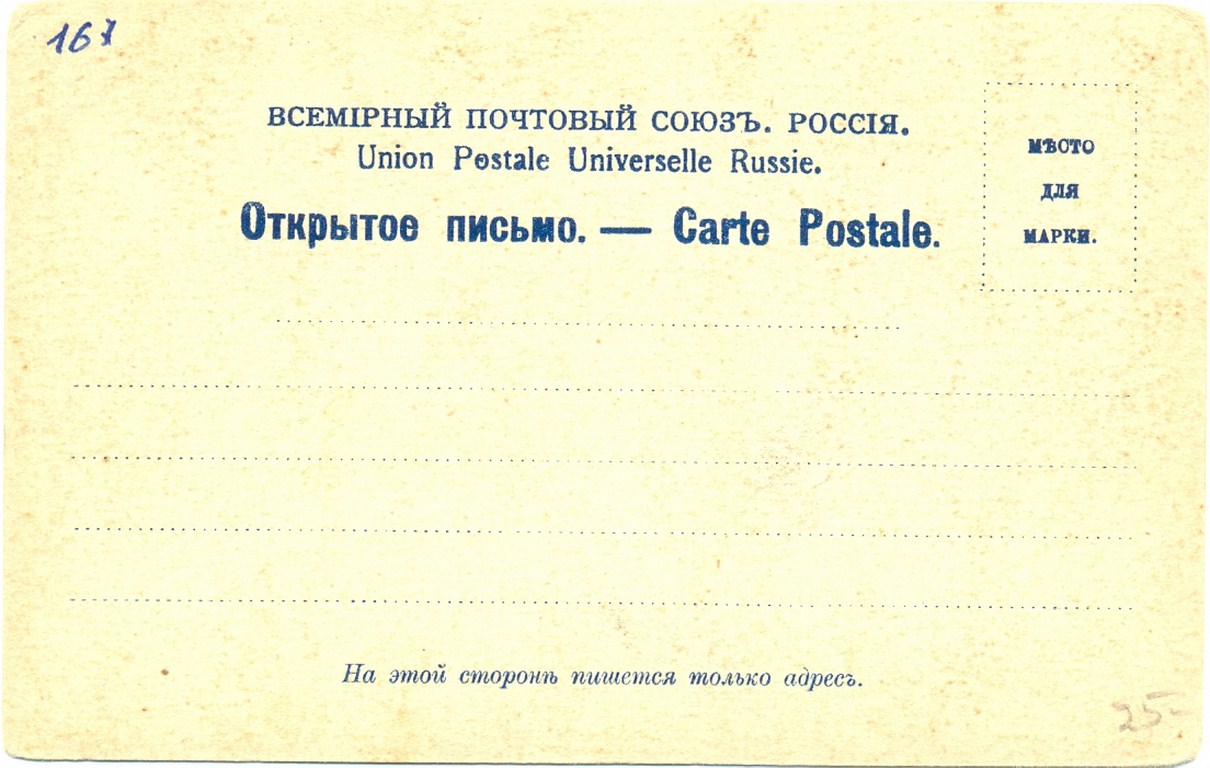 167
ВСЕМІРНЫЙ ПОЧТОВЫЙ СОЮЗЪ. РОССІЯ.
Union Postale Universelle Russie.
Открытое письмо. — Carte Postale.
МѢСТО
ДЛЯ
МАРКИ.
На этой сторонѣ пишется только адресъ.
25-